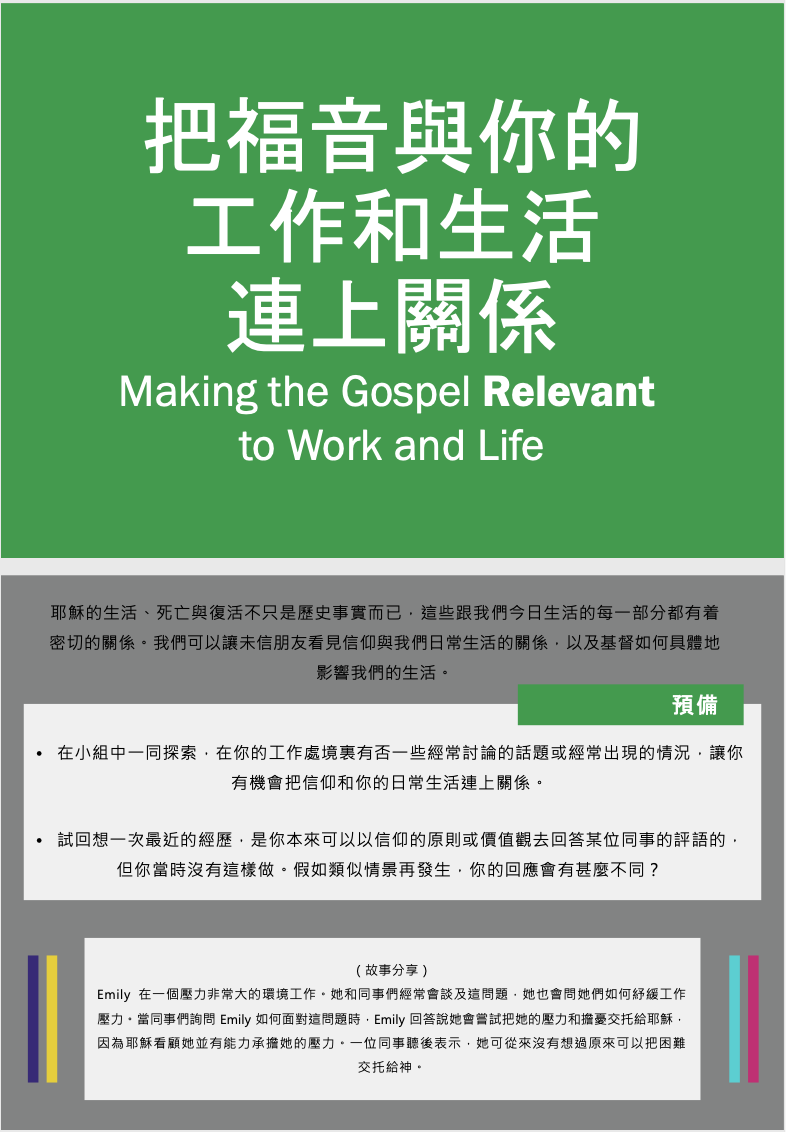 把福音與你的
工作和生活
連上關係
Making the Gospel Relevant
to Work and Life
耶穌的生活、死亡與復活不只是歷史事實而已，這些跟我們今日生活的每一部分都有着
密切的關係。我們可以讓未信朋友看見信仰與我們日常生活的關係，以及基督如何具體地
影響我們的生活。
預備
• 在小組中一同探索，在你的工作處境裏有否一些經常討論的話題或經常出現的情況，讓你
有機會把信仰和你的日常生活連上關係。
• 試回想一次最近的經歷，是你本來可以以信仰的原則或價值觀去回答某位同事的評語的，
但你當時沒有這樣做。假如類似情景再發生，你的回應會有甚麼不同？
（故事分享）
Emily 在一個壓力非常大的環境工作。她和同事們經常會談及這問題，她也會問她們如何紓緩工作
壓力。當同事們詢問 Emily 如何面對這問題時，Emily 回答說她會嘗試把她的壓力和擔憂交托給耶穌，
因為耶穌看顧她並有能力承擔她的壓力。一位同事聽後表示，她可從來沒有想過原來可以把困難
交托給神。